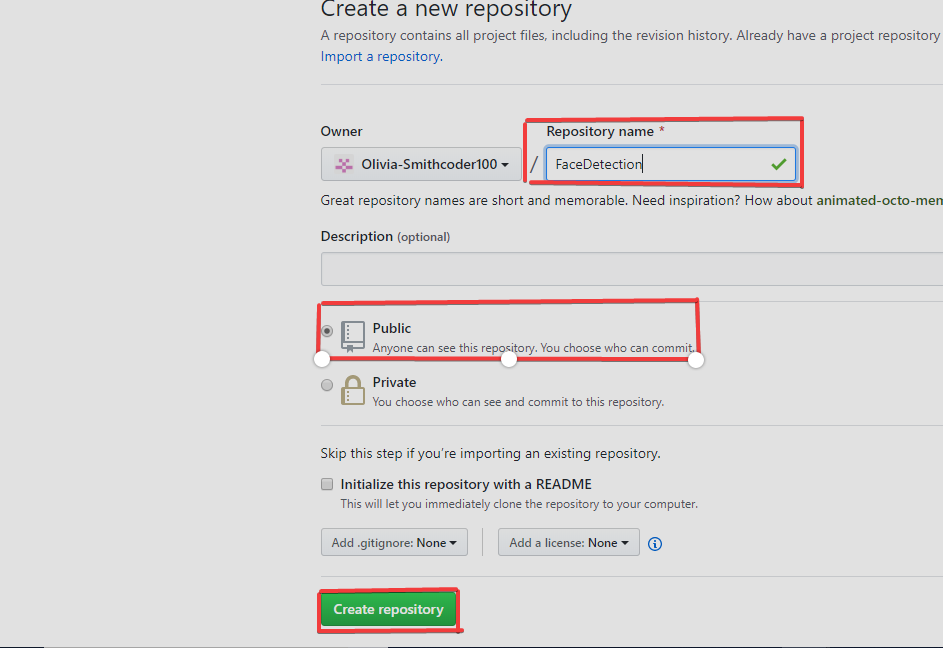 Create a new repository
A repository contains all project files, including the revision history. Already have a project repository
Import a repository.
Owner
Repository name *
Olivia-Smithcoder100
/
FaceDetection
Great repository names are short and memorable. Need inspiration? How about animated-octo-mem
Description (optional)
Public
Anyone can see this repository. You choose who can commit.
Private
You choose who can see and commit to this repository.
Skip this step if you’re importing an existing repository.
Initialize this repository with a README
This will let you immediately clone the repository to your computer.
Add .gitignore: None
Add a license: None
Create repository